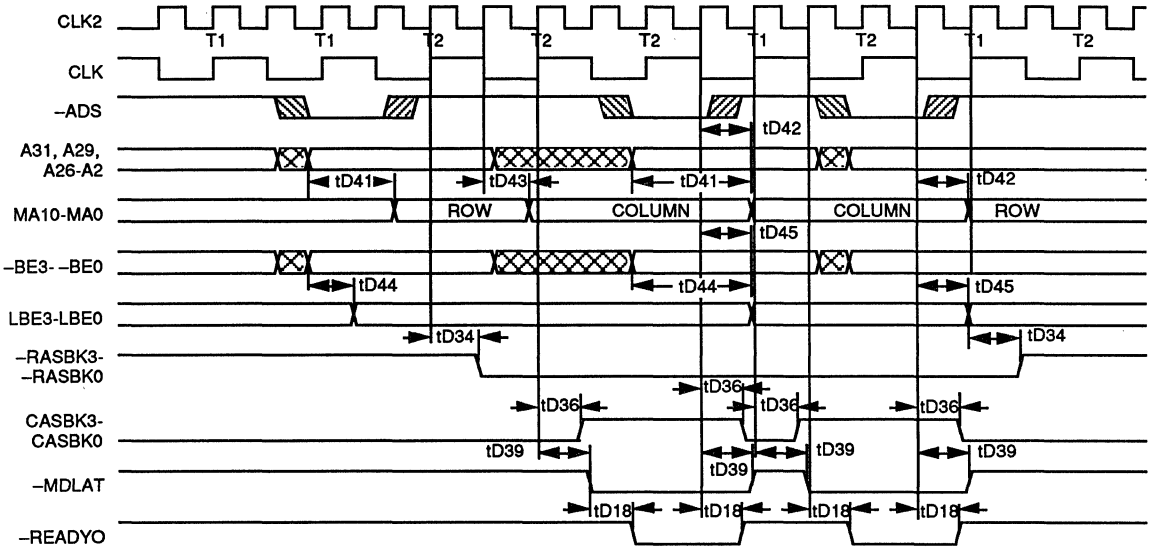 CLK2
T1 T1 T2 T2 T2 T1 T2 T1 T2
CLK
–ADS
tD42
A31, A29,
A26-A2
tD41 tD43 tD41 tD42
MA10-MA0 ROW COLUMN COLUMN ROW
tD45
–BE3- –BE0
tD44 tD44 tD45
LBE3-LBE0
tD34 tD34
–RASBK3-
–RASBK0
tD36
tD36 tD36 tD36
CASBK3-
CASBK0
tD39 tD39 tD39 tD39
–MDLAT
tD18 tD18 tD18 tD18
–READYO